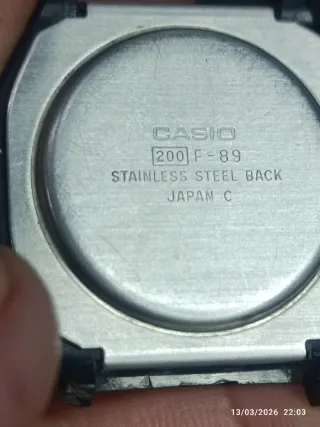 CASIO
200 F-89
STAINLESS STEEL BACK
JAPAN C
13/03/2026 22:03